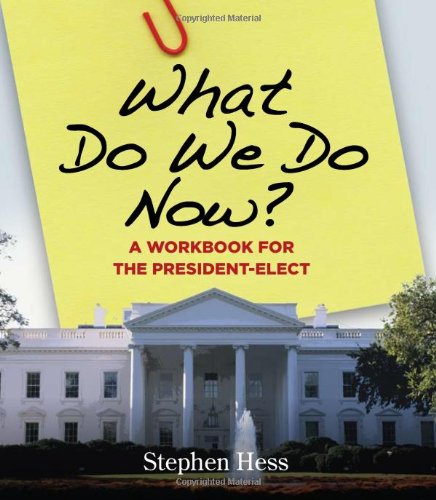 Copyrighted Material
What
Do We Do
Now?
A WORKBOOK FOR
THE PRESIDENT-ELECT
Stephen Hess
Copyrighted Material